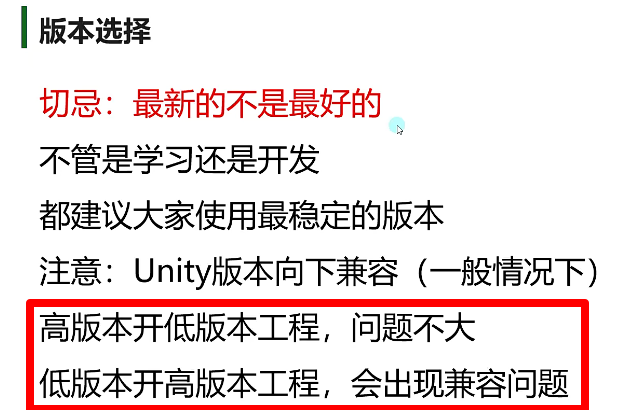 版本选择
切忌：最新的不是最好的
不管是学习还是开发
都建议大家使用最稳定的版本
注意：Unity版本向下兼容（一般情况下）
高版本开低版本工程，问题不大
低版本开高版本工程，会出现兼容问题